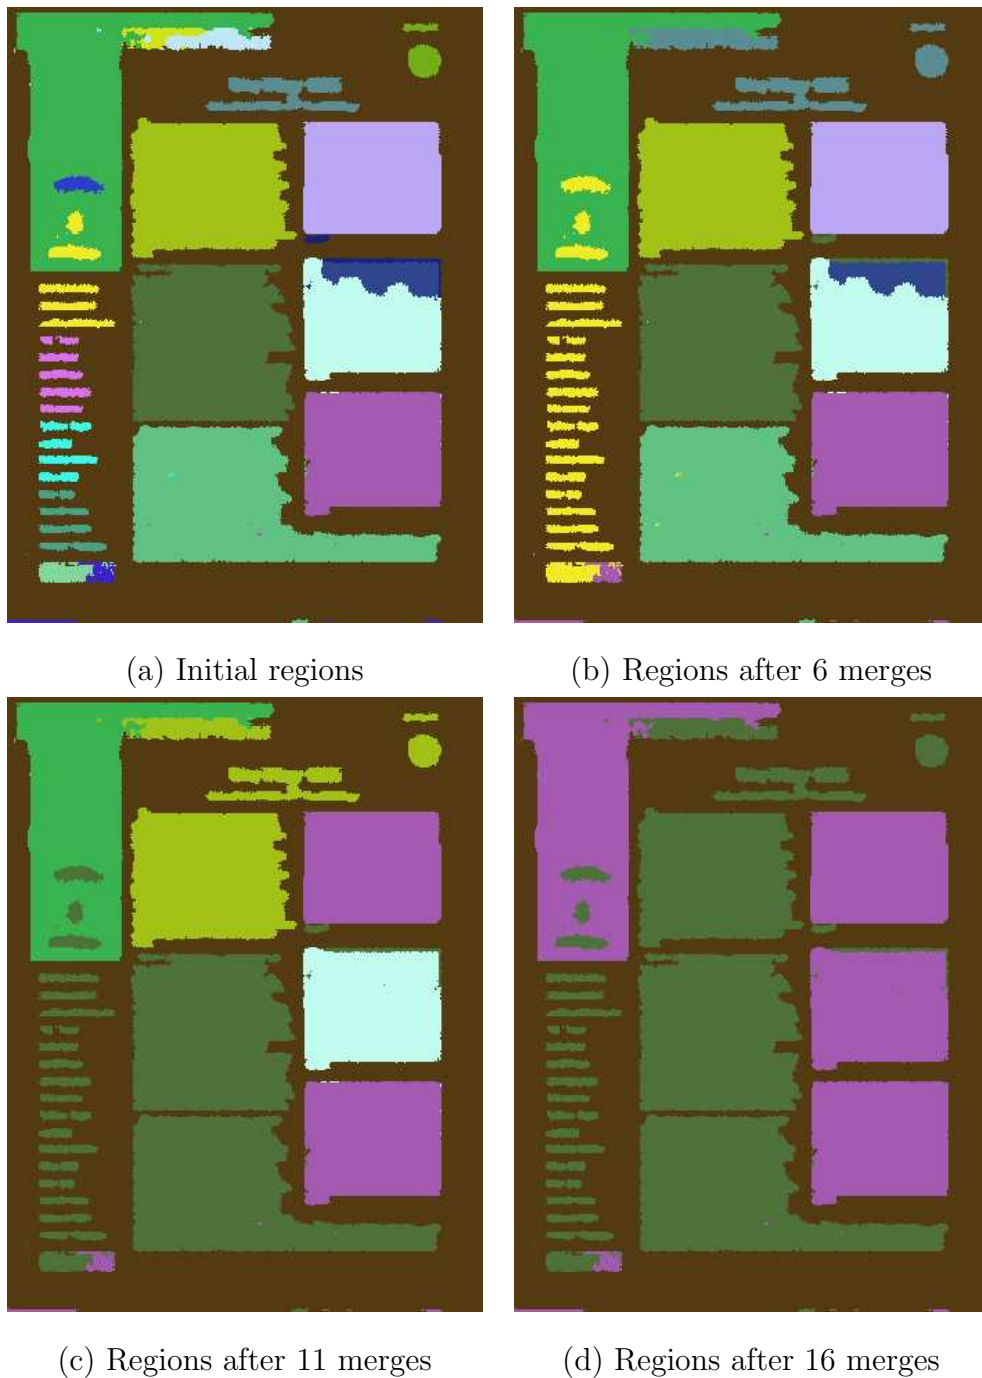 (a) Initial regions
(b) Regions after 6 merges
(c) Regions after 11 merges
(d) Regions after 16 merges